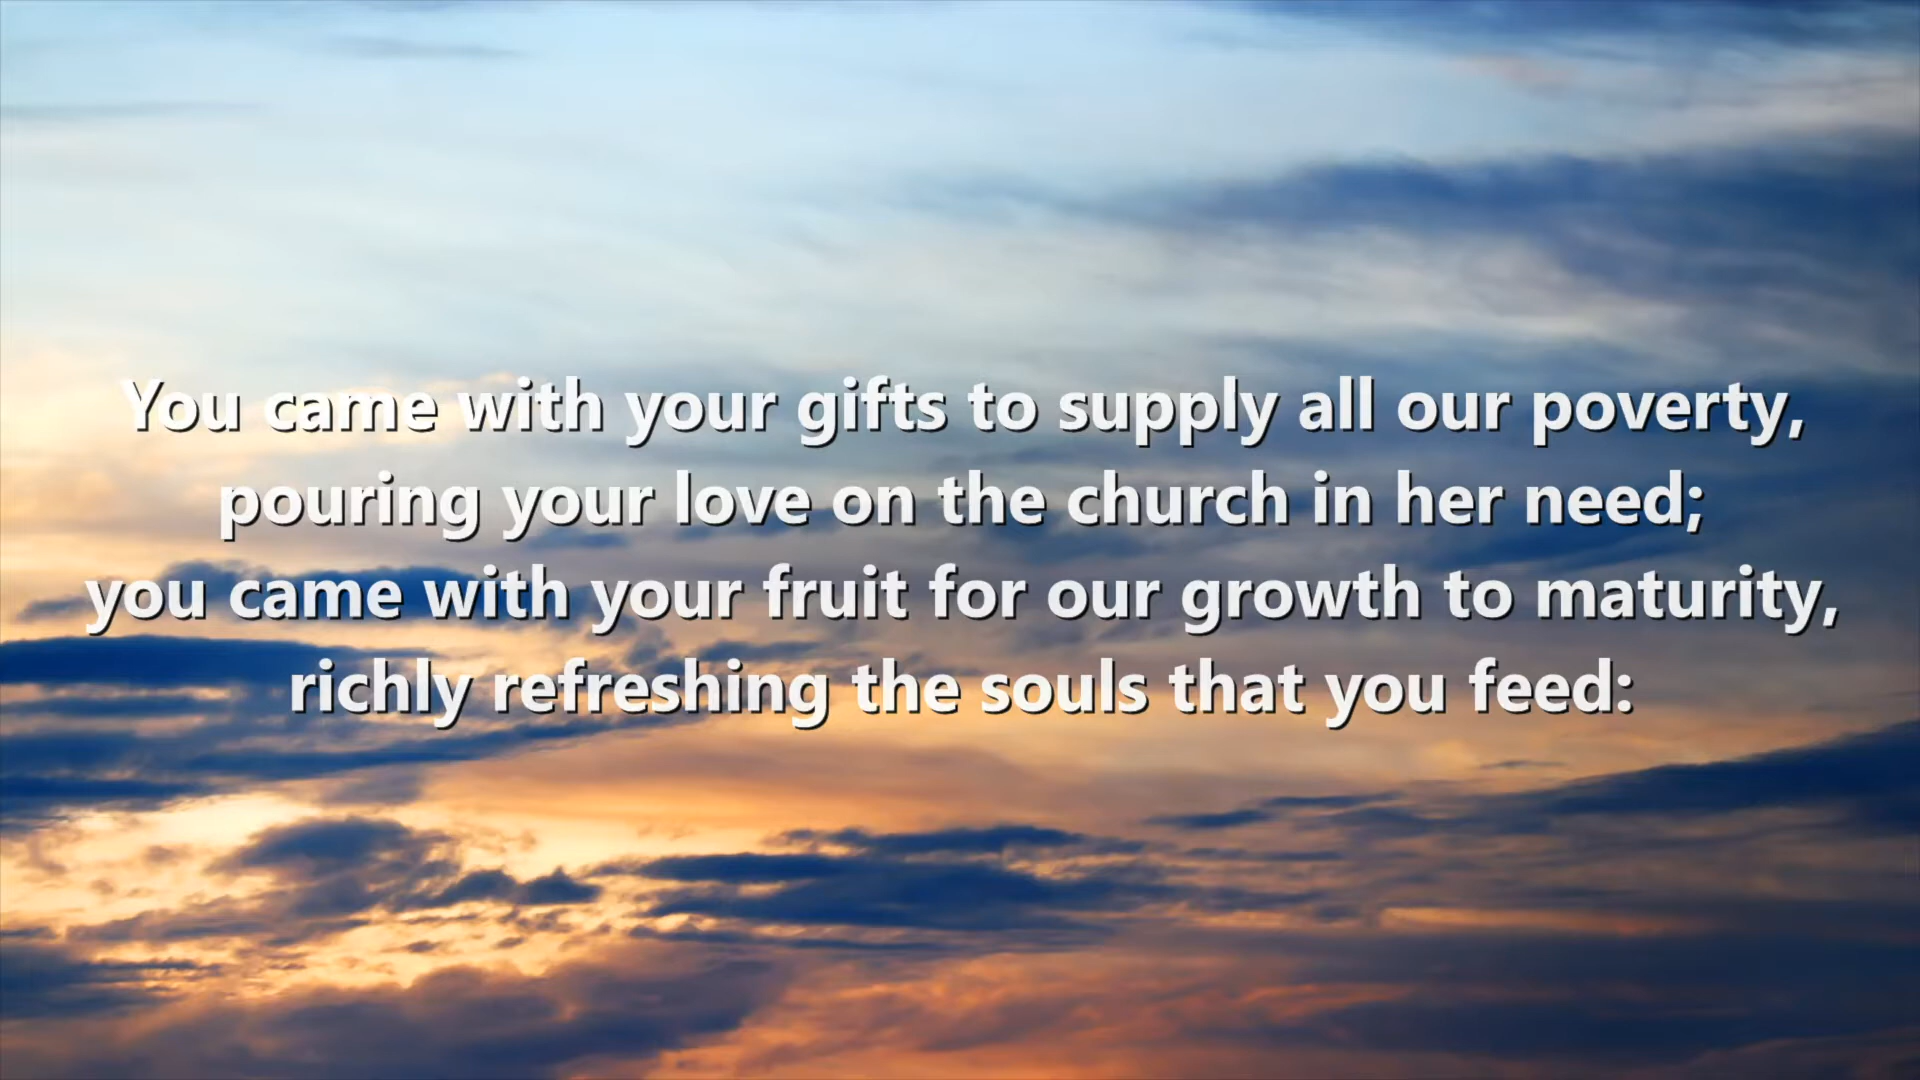 You came with your gifts to supply all our poverty,
pouring your love on the church in her need;
you came with your fruit for our growth to maturity,
richly refreshing the souls that you feed: